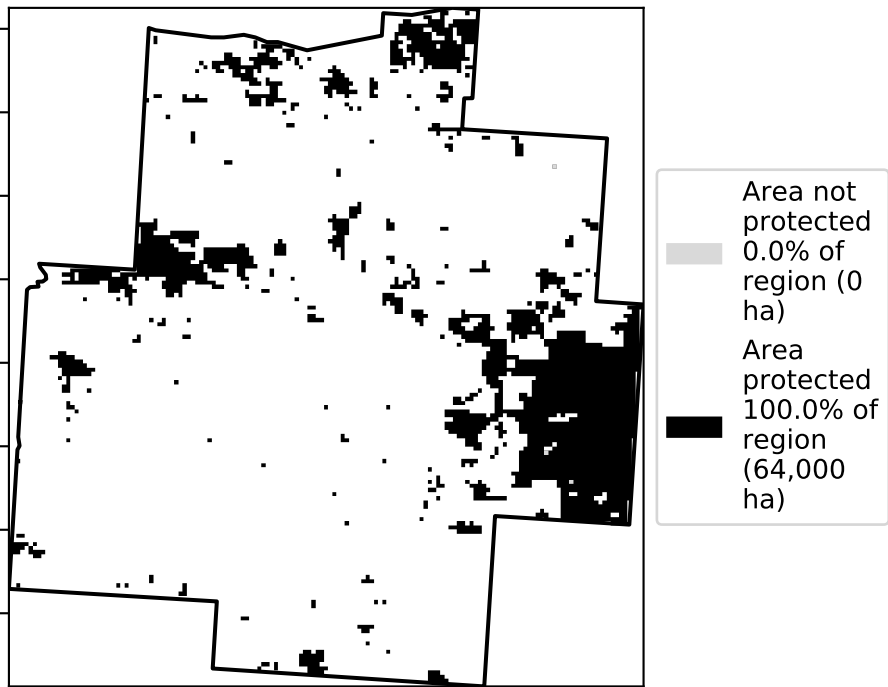 Area not
protected
0.0% of
region (0
ha)
Area
protected
100.0% of
region
(64,000
ha)